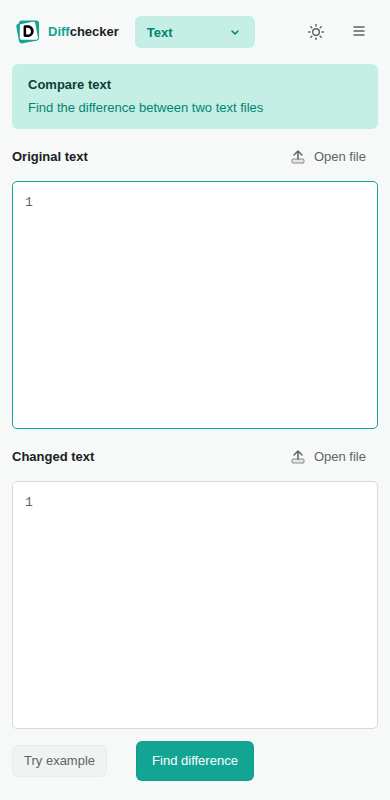 D Diffchecker Text
Compare text
Find the difference between two text files
Original text Open file
1
Changed text Open file
1
Try example Find difference